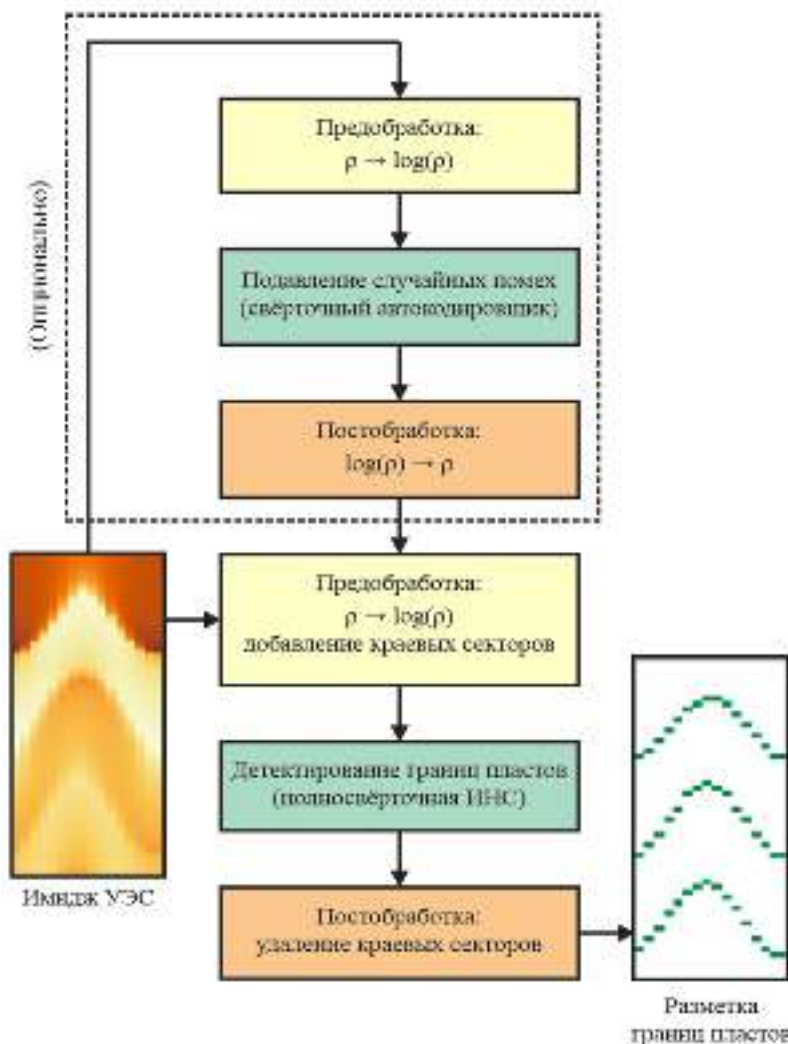 (Опционально)
Предобработка:
ρ → log(ρ)
Подавление случайных помех
(свёрточный автокодировщик)
Постобработка:
log(ρ) → ρ
Предобработка:
ρ → log(ρ)
добавление краевых секторов
Детектирование границ пластов
(полносвёрточная ИНС)
Постобработка:
удаление краевых секторов
Имидж УЭС
Разметка
границ пластов